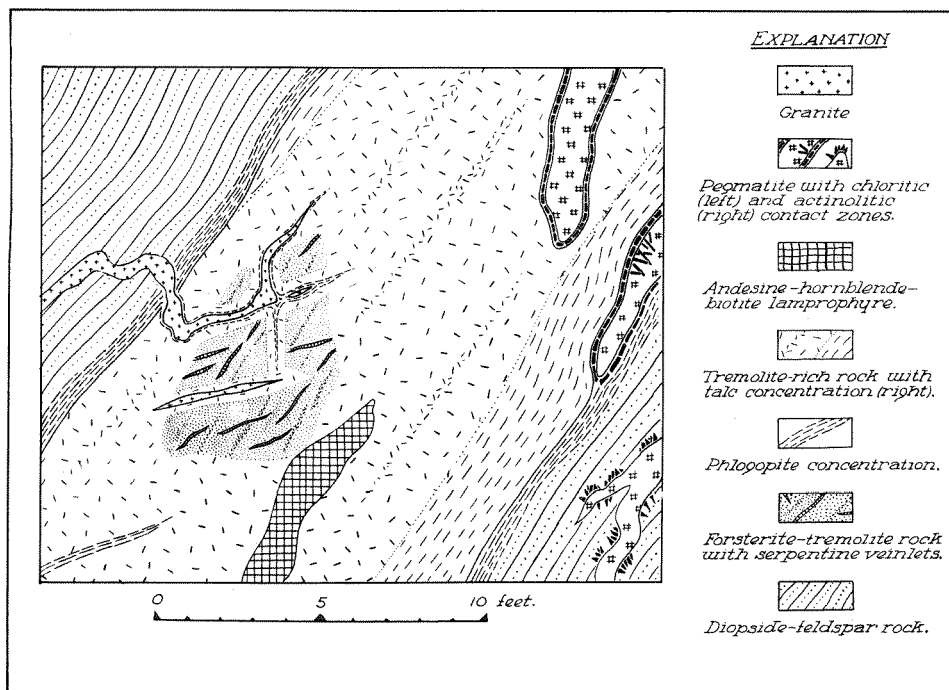 EXPLANATION
Granite
Pegmatite with chloritic
(left) and actinolitic
(right) contact zones.
Andesine-hornblende-
biotite lamprophyre.
Tremolite-rich rock with
talc concentration (right).
Phlogopite concentration.
Forsterite-tremolite rock
with serpentine veinlets.
Diopside-feldspar rock.
0 5 10 feet.